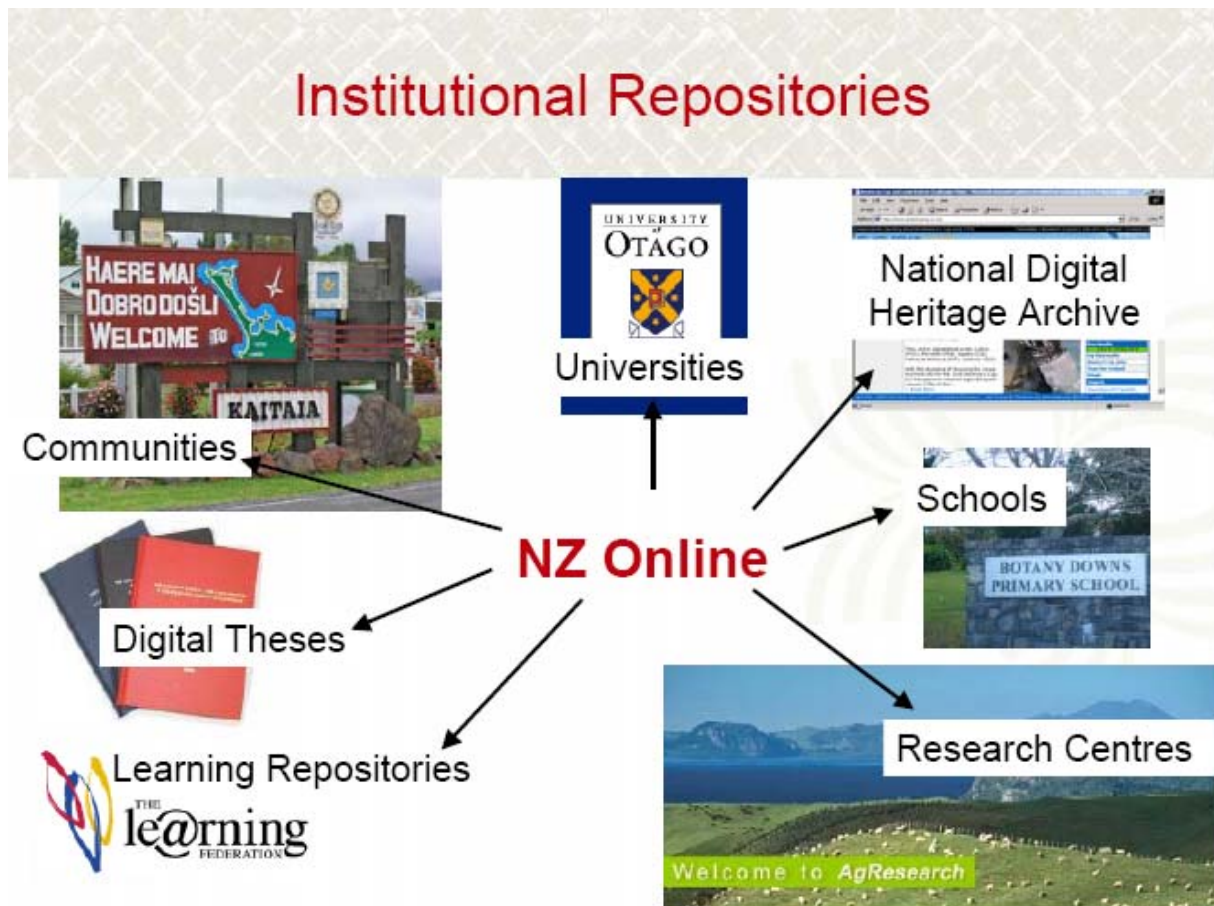 Institutional Repositories
HAERE MAI
DOBRODOŠLI
WELCOME TO
KAITAIA
Communities
UNIVERSITY
of
OTAGO
Universities
National Digital
Heritage Archive
Schools
BOTANY DOWNS
PRIMARY SCHOOL
NZ Online
Digital Theses
Learning Repositories
THE
le@rning
FEDERATION
Research Centres
Welcome to AgResearch